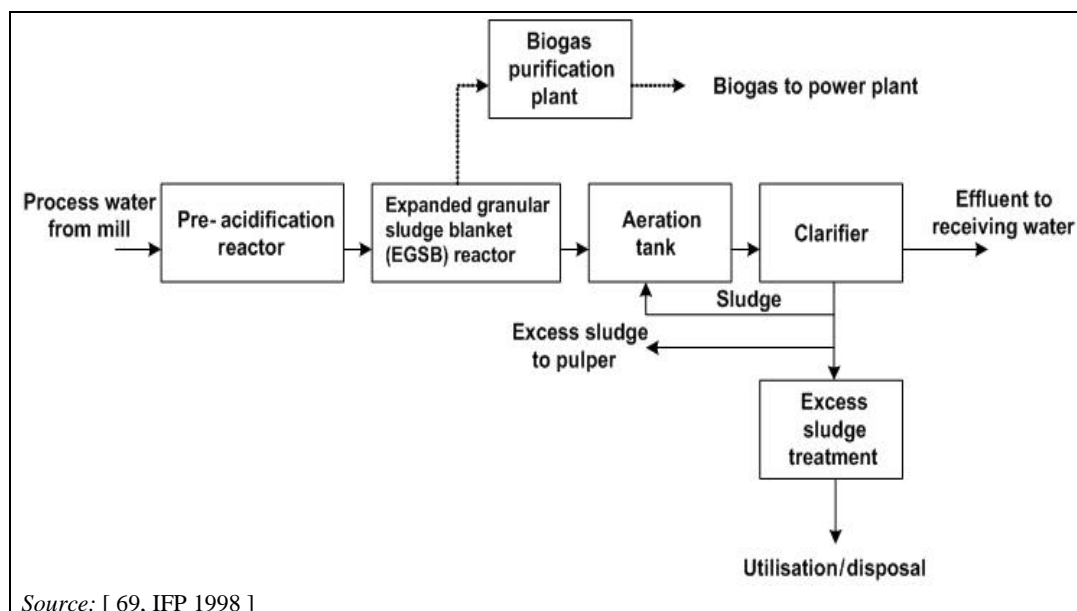 Biogas
purification
plant
Biogas to power plant
Process water
from mill
Pre- acidification
reactor
Expanded granular
sludge blanket
(EGSB) reactor
Aeration
tank
Clarifier
Effluent to
receiving water
Sludge
Excess sludge
to pulper
Excess
sludge
treatment
Utilisation/disposal
Source: [ 69, IFP 1998 ]